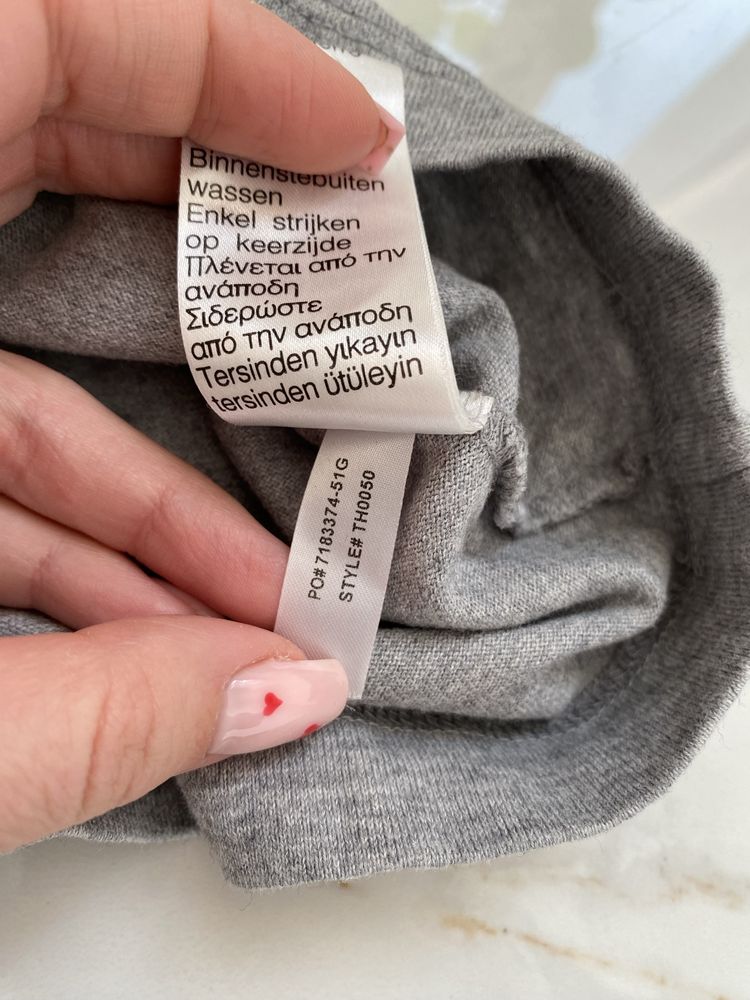 Binnenstebuiten
wassen
Enkel strijken
op keerzijde
Πλένεται από την
ανάποδη
Σιδερώστε
από την ανάποδη
Tersinden yıkayın
tersinden ütüleyin
PO# 7183374-51G
STYLE# TH0050